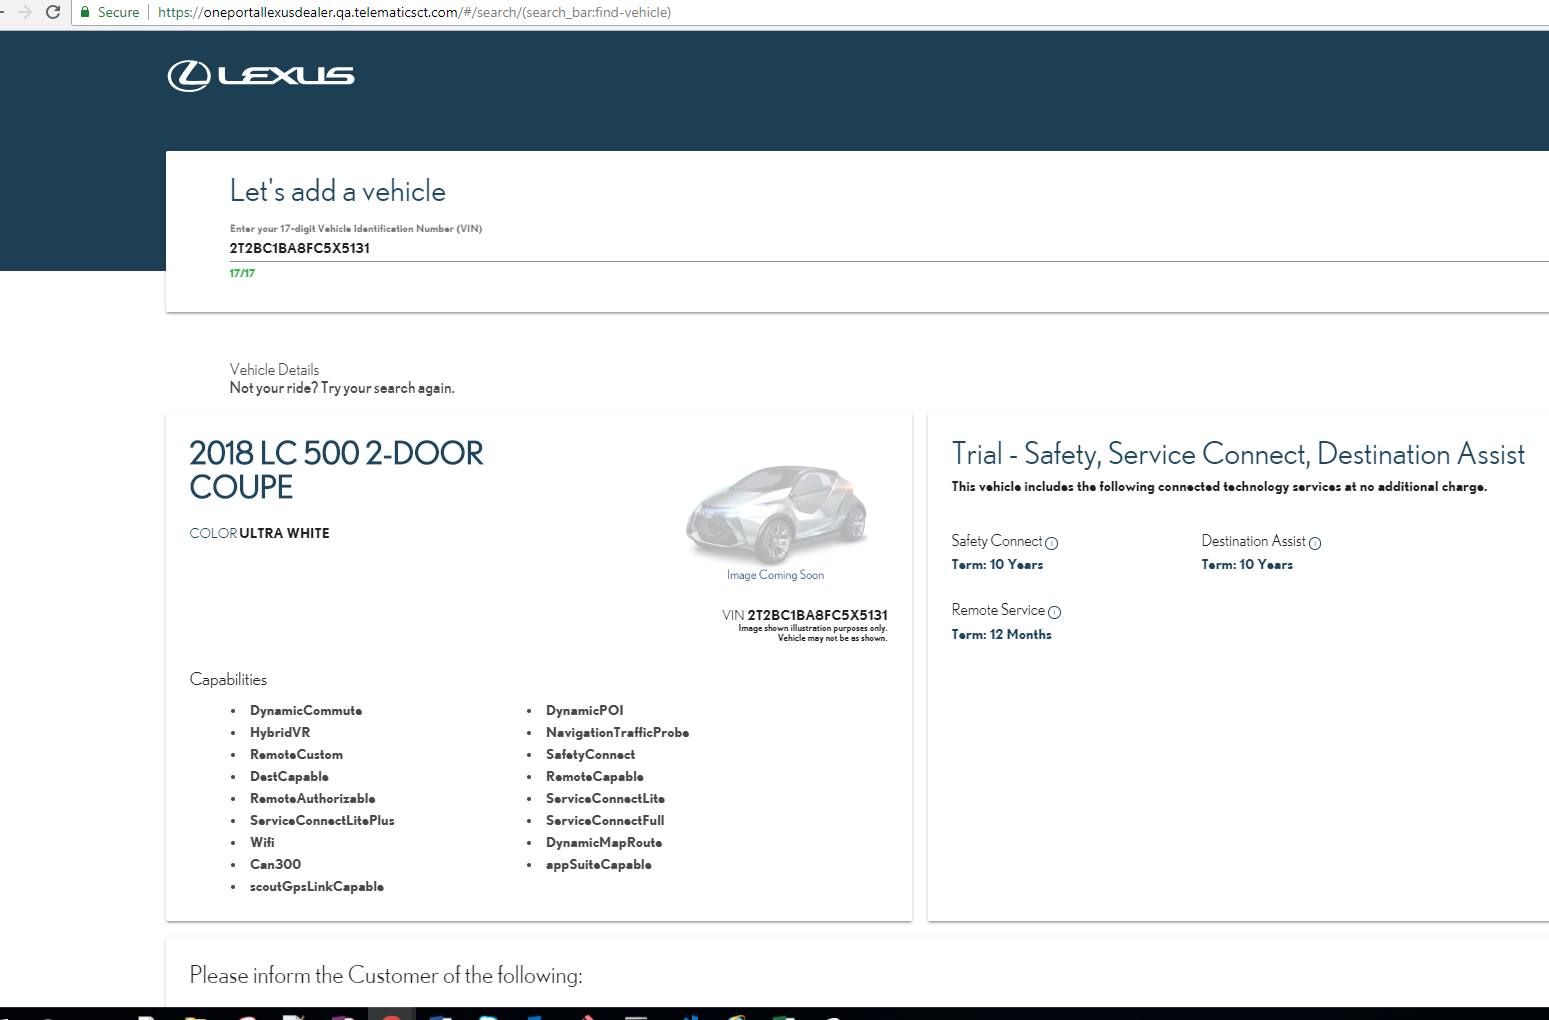 Secure
https://oneportallexusdealer.qa.telematicsct.com/#/search/(search_bar:find-vehicle)
LEXUS
Let's add a vehicle
Enter your 17-digit Vehicle Identification Number (VIN)
2T2BC1BA8FC5X5131
17/17
Vehicle Details
Not your ride? Try your search again.
2018 LC 500 2-DOOR
COUPE
COLOR ULTRA WHITE
Image Coming Soon
VIN 2T2BC1BA8FC5X5131
Image shown illustration purposes only.
Vehicle may not be as shown.
Capabilities
DynamicCommute
HybridVR
RemoteCustom
DestCapable
RemoteAuthorizable
ServiceConnectLitePlus
Wifi
Can300
scoutGpsLinkCapable
DynamicPOI
NavigationTrafficProbe
SafetyConnect
RemoteCapable
ServiceConnectLite
ServiceConnectFull
DynamicMapRoute
appSuiteCapable
Trial - Safety, Service Connect, Destination Assist
This vehicle includes the following connected technology services at no additional charge.
Safety Connect
Term: 10 Years
Destination Assist
Term: 10 Years
Remote Service
Term: 12 Months
Please inform the Customer of the following: